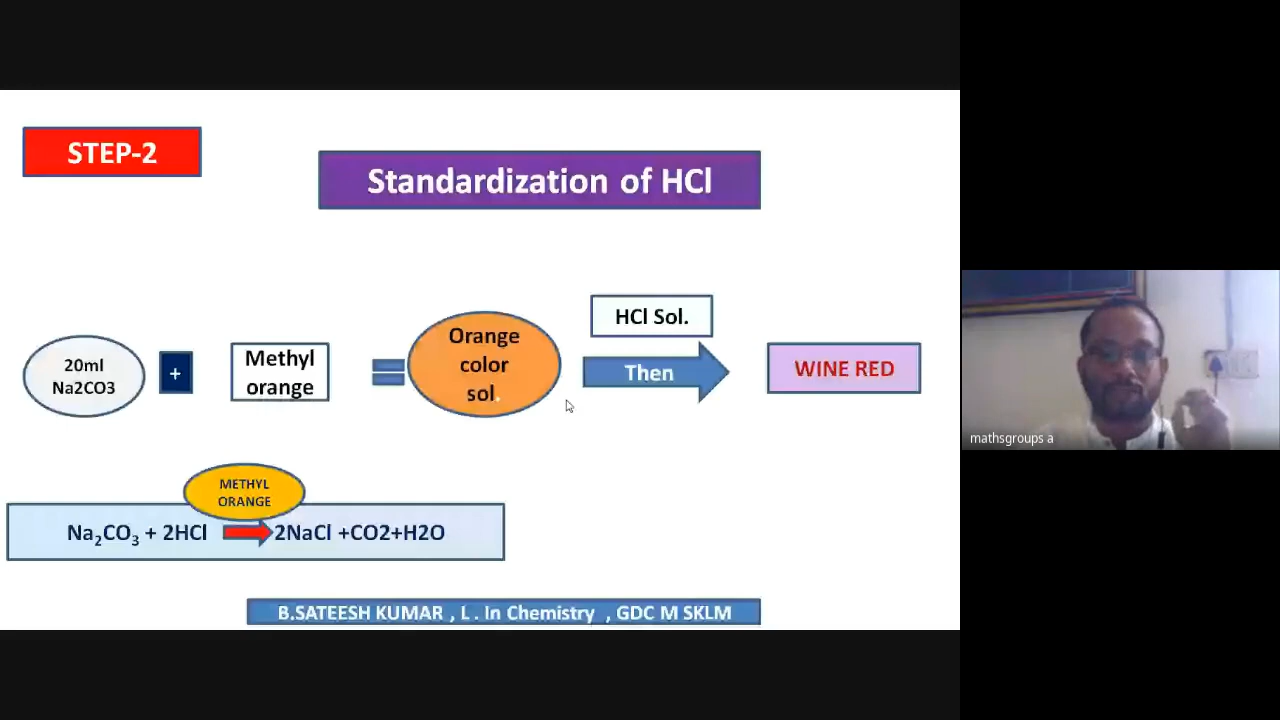 STEP-2
Standardization of HCl
20ml
Na2CO3
+
Methyl
orange
Orange
color
sol.
HCl Sol.
Then
WINE RED
METHYL
ORANGE
Na₂CO₃ + 2HCl 2NaCl +CO2+H2O
B.SATEESH KUMAR , L . In Chemistry , GDC M SKLM
mathsgroups a